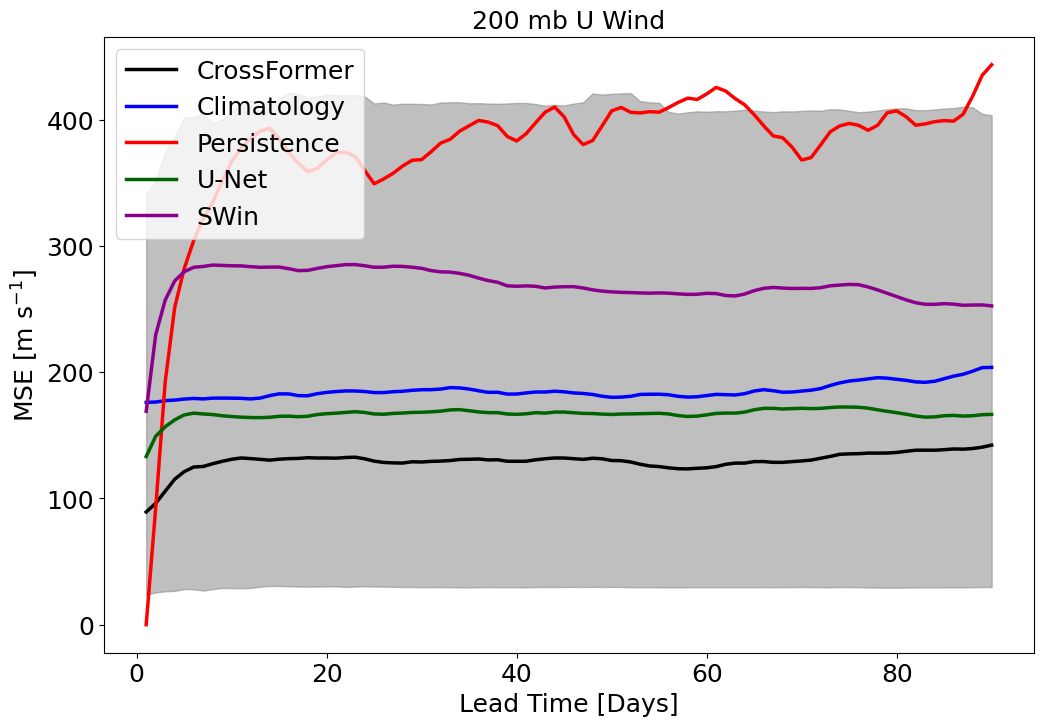 200 mb U Wind
CrossFormer
Climatology
Persistence
U-Net
SWin
MSE [m s⁻¹]
400
300
200
100
0
0 20 40 60 80
Lead Time [Days]